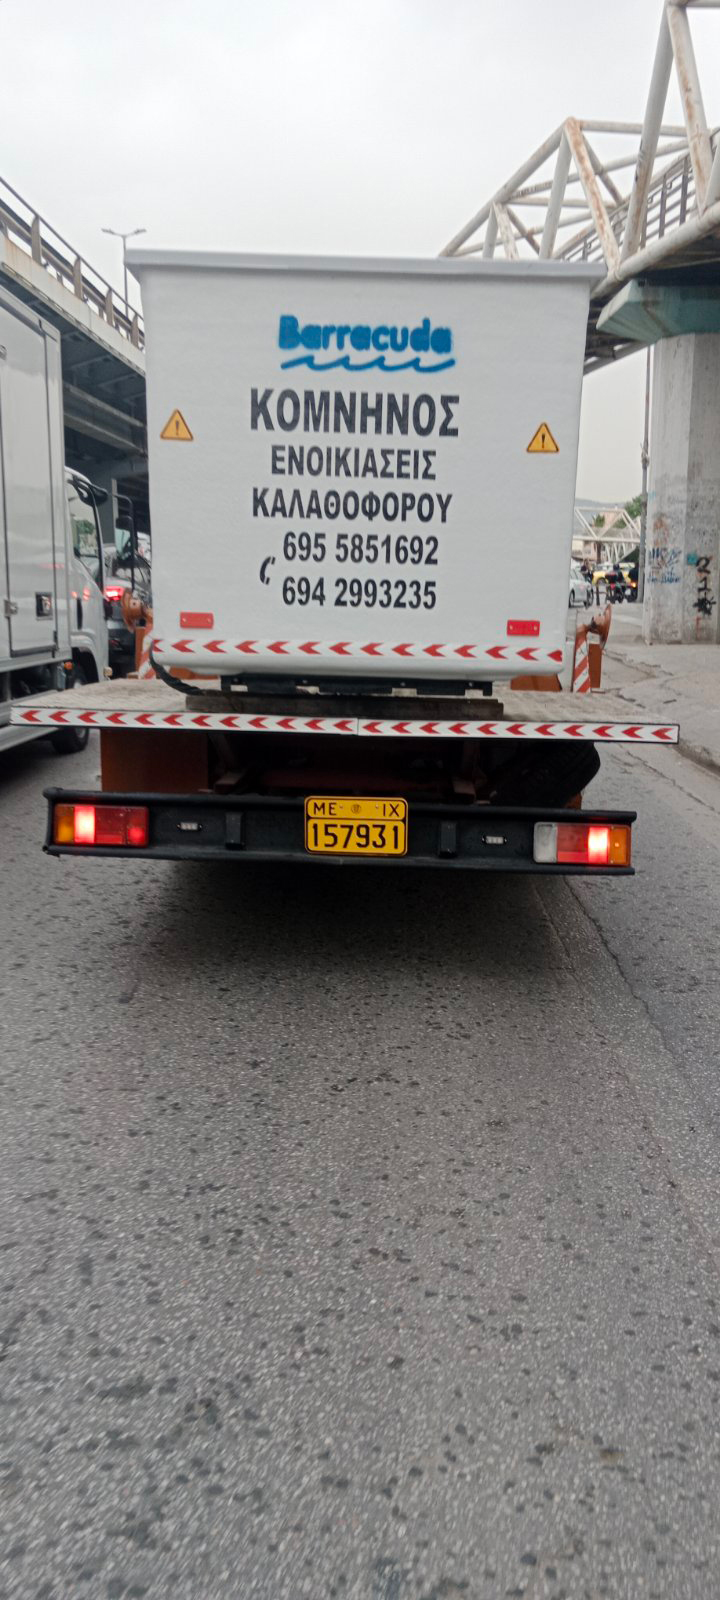 Barracuda
ΚΟΜΝΗΝΟΣ
ΕΝΟΙΚΙΑΣΕΙΣ
ΚΑΛΑΘΟΦΟΡΟΥ
695 5851692
694 2993235
ΜΕ ΙΧ
157931